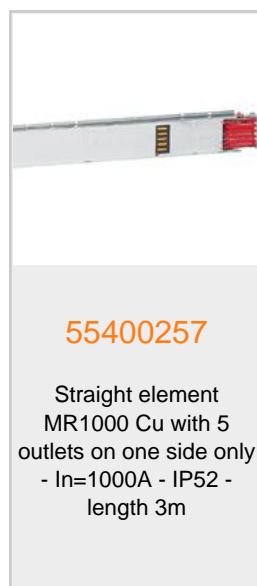 55400257
Straight element
MR1000 Cu with 5
outlets on one side only
- In=1000A - IP52 -
length 3m